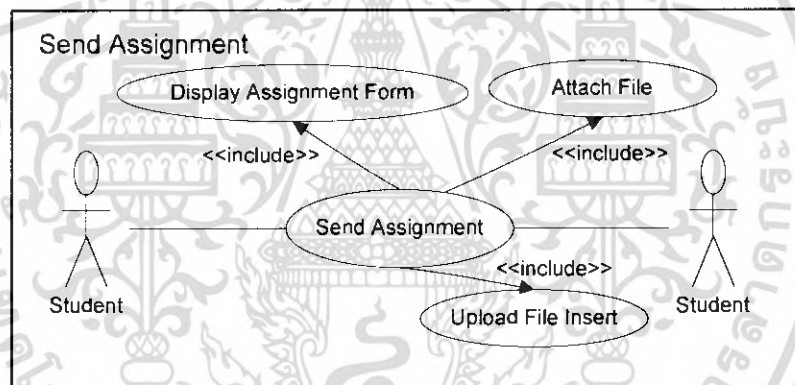 Send Assignment
Display Assignment Form
Attach File
<<include>>
<<include>>
Send Assignment
<<include>>
Student
Upload File Insert
Student